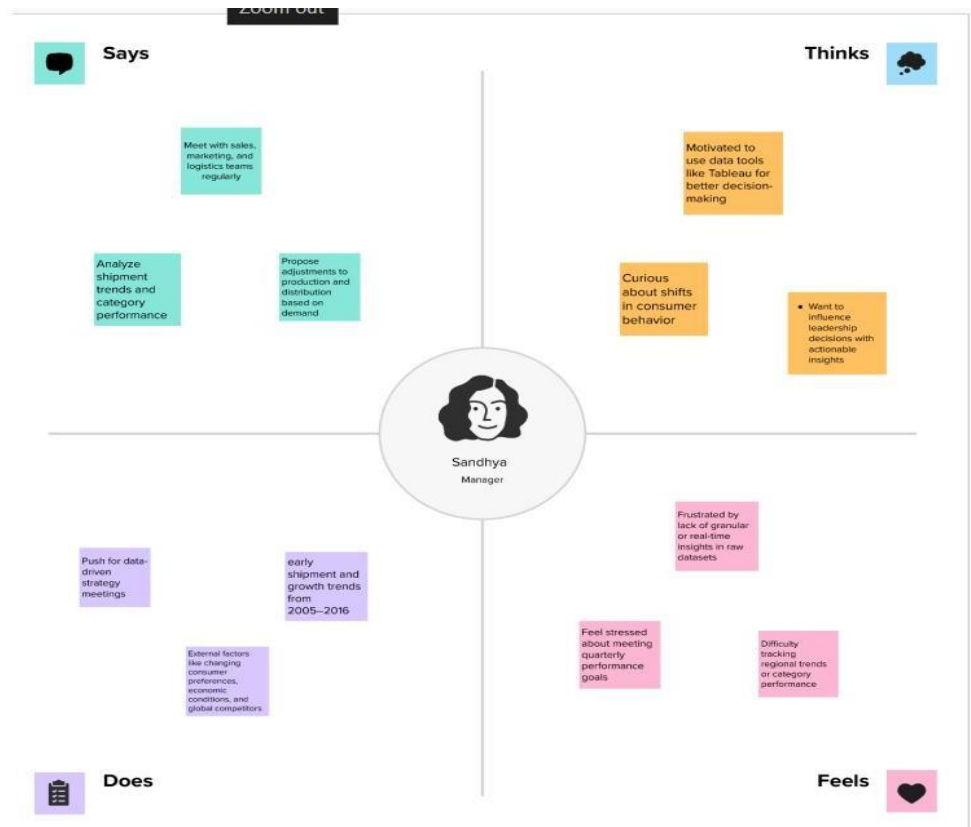 Zoom out
Says
Thinks
Meet with sales,
marketing, and
logistics teams
regularly
Analyze
shipment
trends and
category
performance
Propose
adjustments to
production and
distribution
based on
demand
Motivated to
use data tools
like Tableau for
better decision-
making
Curious
about shifts
in consumer
behavior
• Want to
influence
leadership
decisions with
actionable
insights
Sandhya
Manager
Push for data-
driven
strategy
meetings
early
shipment and
growth trends
from
2005–2016
External factors
like changing
consumer
preferences,
economic
conditions, and
global competitors
Frustrated by
lack of granular
or real-time
insights in raw
datasets
Feel stressed
about meeting
quarterly
performance
goals
Difficulty
tracking
regional trends
or category
performance
Does
Feels